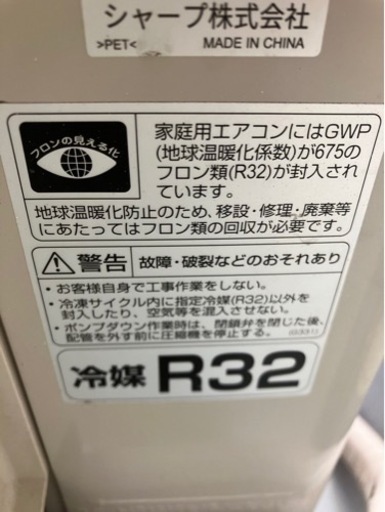 シャープ株式会社
>PET<
MADE IN CHINA
フロンの見える化
家庭用エアコンにはGWP
(地球温暖化係数)が675の
フロン類(R32)が封入され
ています。
地球温暖化防止のため、移設・修理・廃棄等
にあたってはフロン類の回収が必要です。
警告
故障・破裂などのおそれあり
・お客様自身で工事作業をしない。
・冷凍サイクル内に指定冷媒(R32)以外を
封入したり、空気等を混入させない。
・ポンプダウン作業時は、閉鎖弁を閉じた後、
配管を外す前に圧縮機を停止する。
冷媒 R32